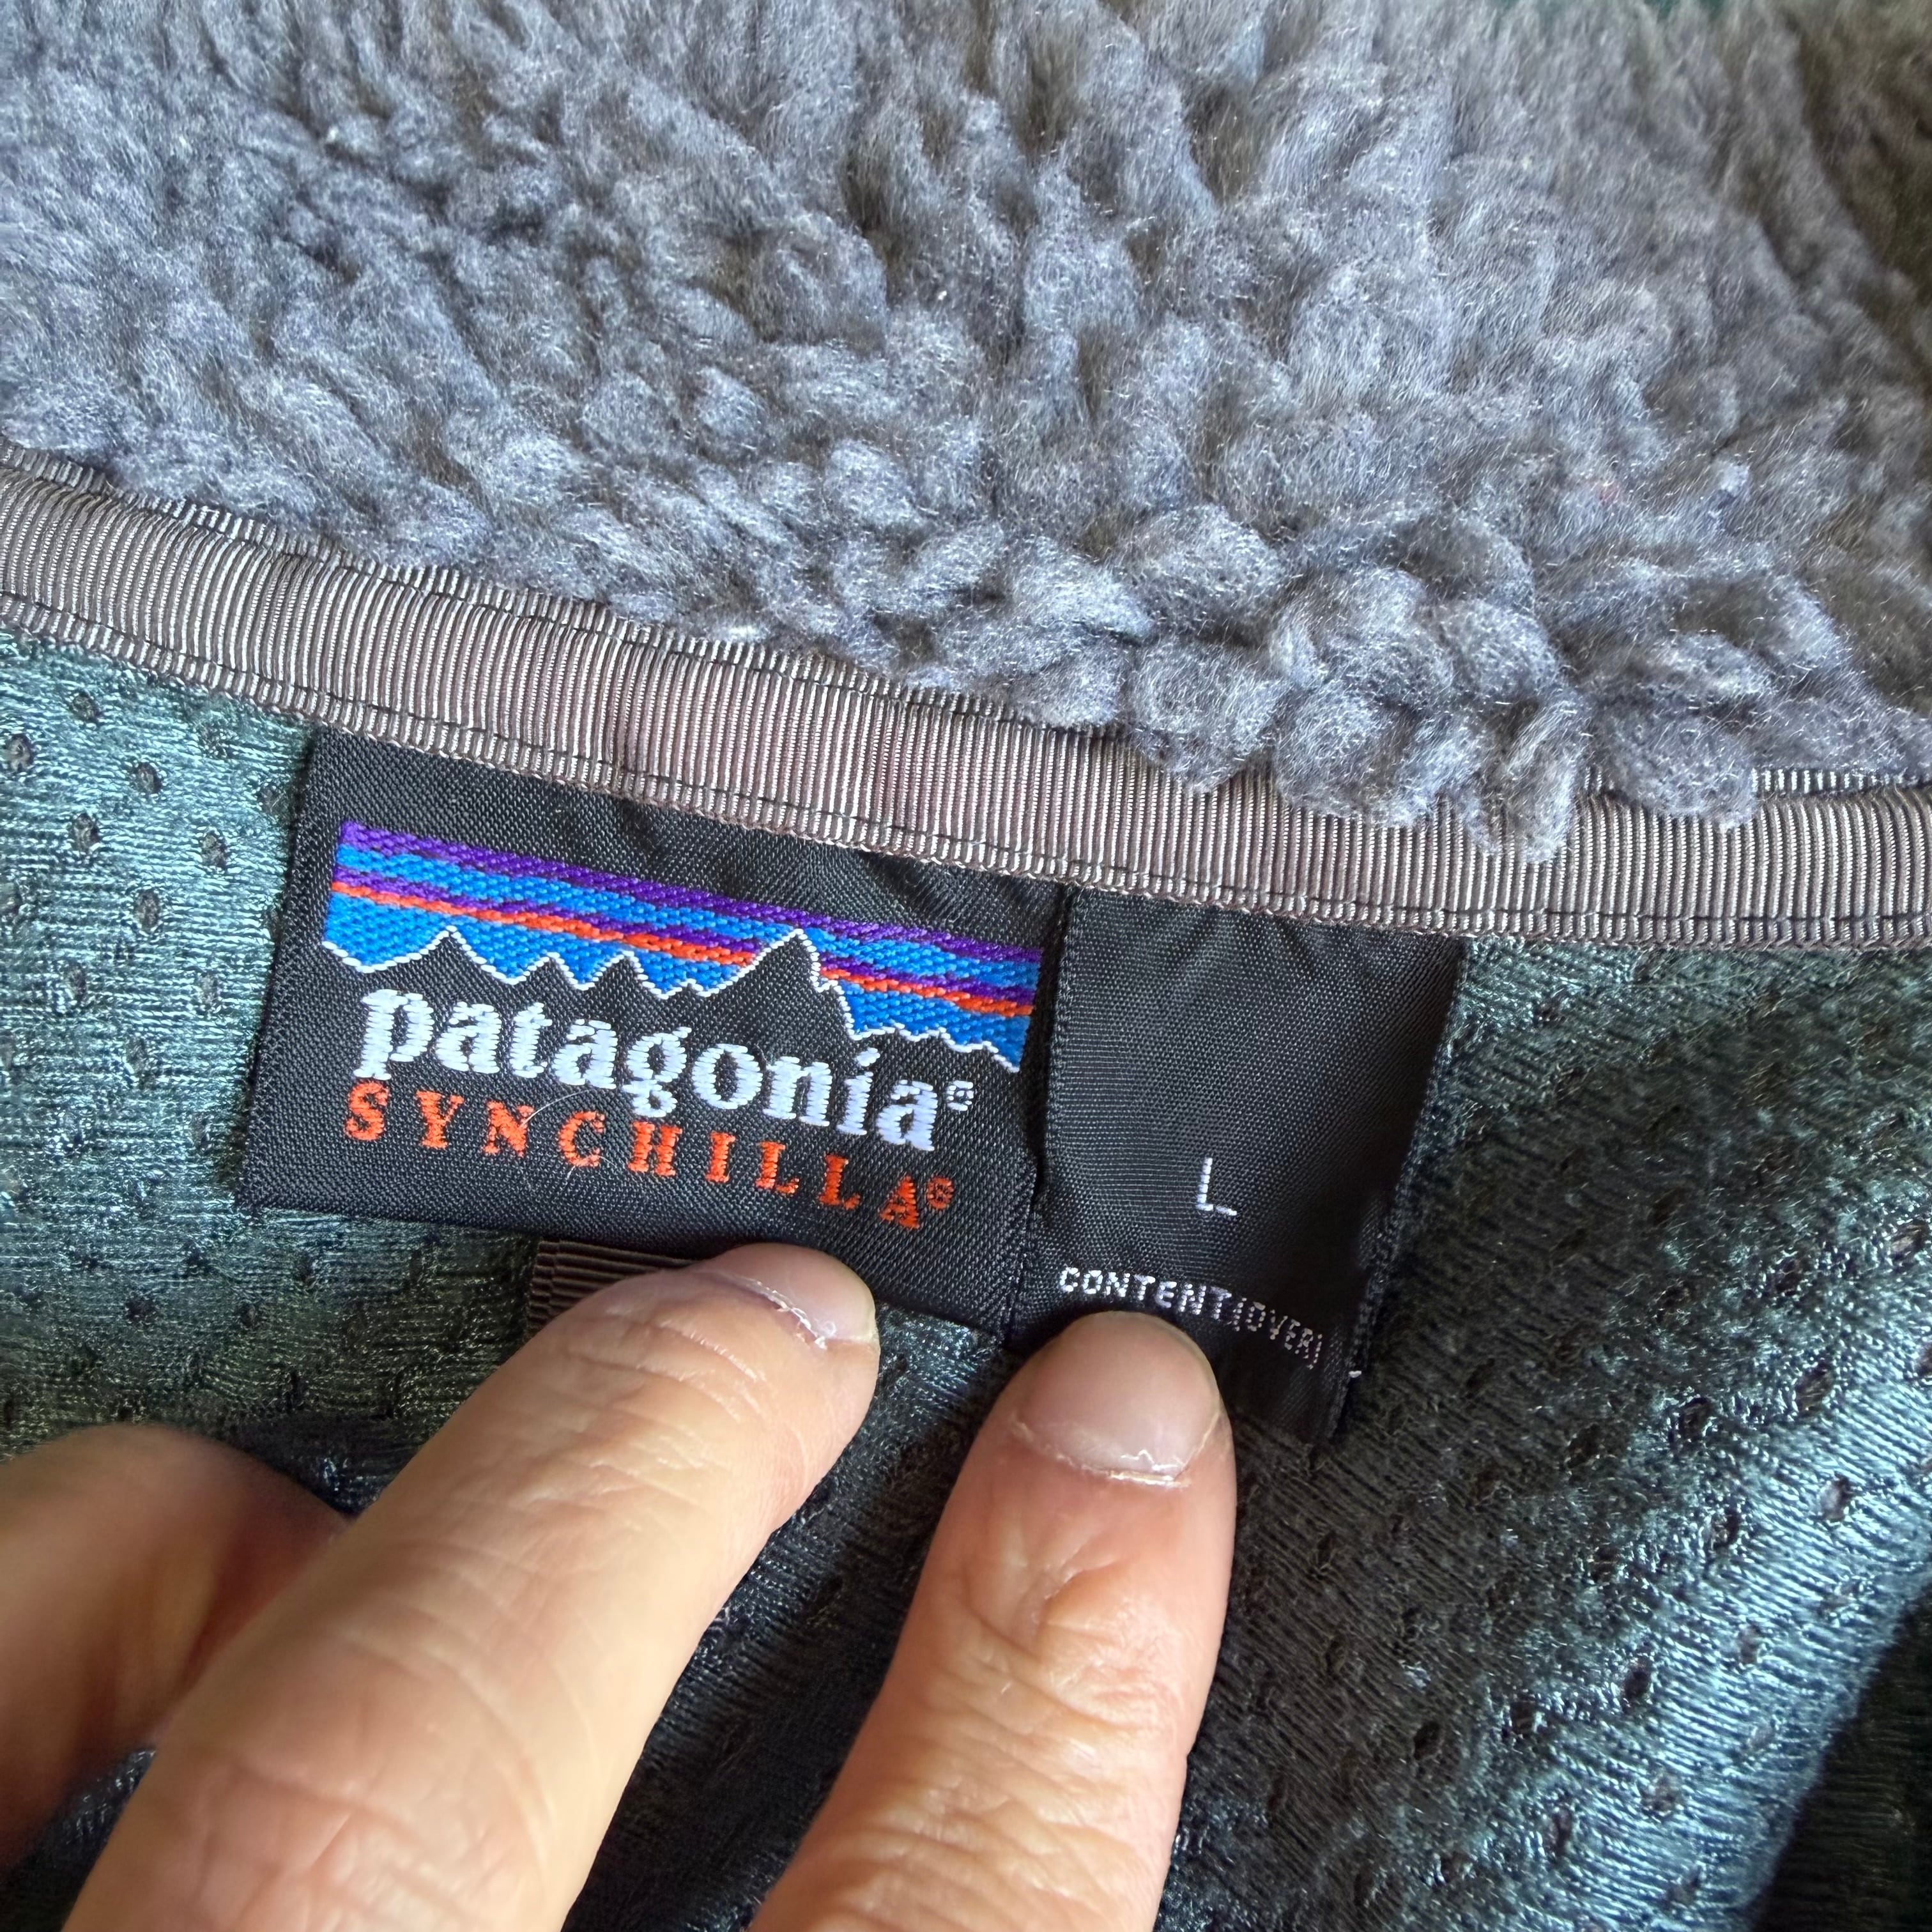 patagonia®
SYNCHILLA®
L
CONTENT(OVER)